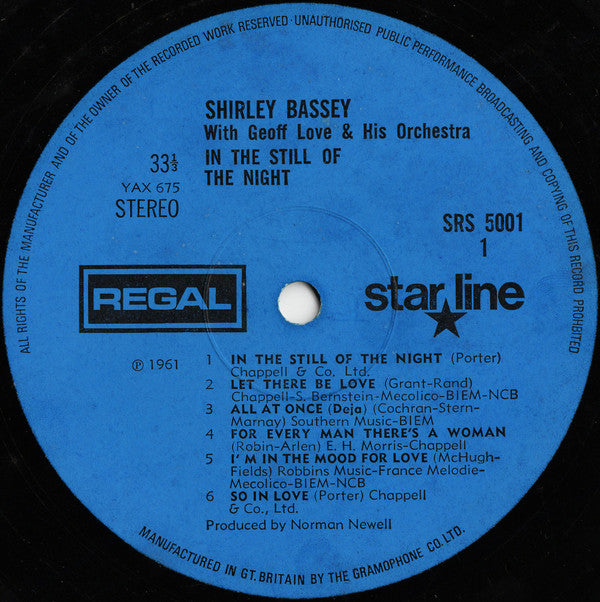 ALL RIGHTS OF THE MANUFACTURER AND OF THE OWNER OF THE RECORDED WORK RESERVED · UNAUTHORISED PUBLIC PERFORMANCE BROADCASTING AND COPYING OF THIS RECORD PROHIBITED
SHIRLEY BASSEY
With Geoff Love & His Orchestra
IN THE STILL OF
THE NIGHT
33⅓
YAX 675
STEREO
SRS 5001
1
REGAL
star line
℗ 1961
1 IN THE STILL OF THE NIGHT (Porter)
Chappell & Co. Ltd.
2 LET THERE BE LOVE (Grant-Rand)
Chappell-S. Bernstein-Mecolico-BIEM-NCB
3 ALL AT ONCE (Deja) (Cochran-Stern-
Marnay) Southern Music-BIEM
4 FOR EVERY MAN THERE'S A WOMAN
(Robin-Arlen) E. H. Morris-Chappell
5 I'M IN THE MOOD FOR LOVE (McHugh-
Fields) Robbins Music-France Melodie-
Mecolico-BIEM-NCB
6 SO IN LOVE (Porter) Chappell
& Co., Ltd.
Produced by Norman Newell
MANUFACTURED IN GT. BRITAIN BY THE GRAMOPHONE CO. LTD.